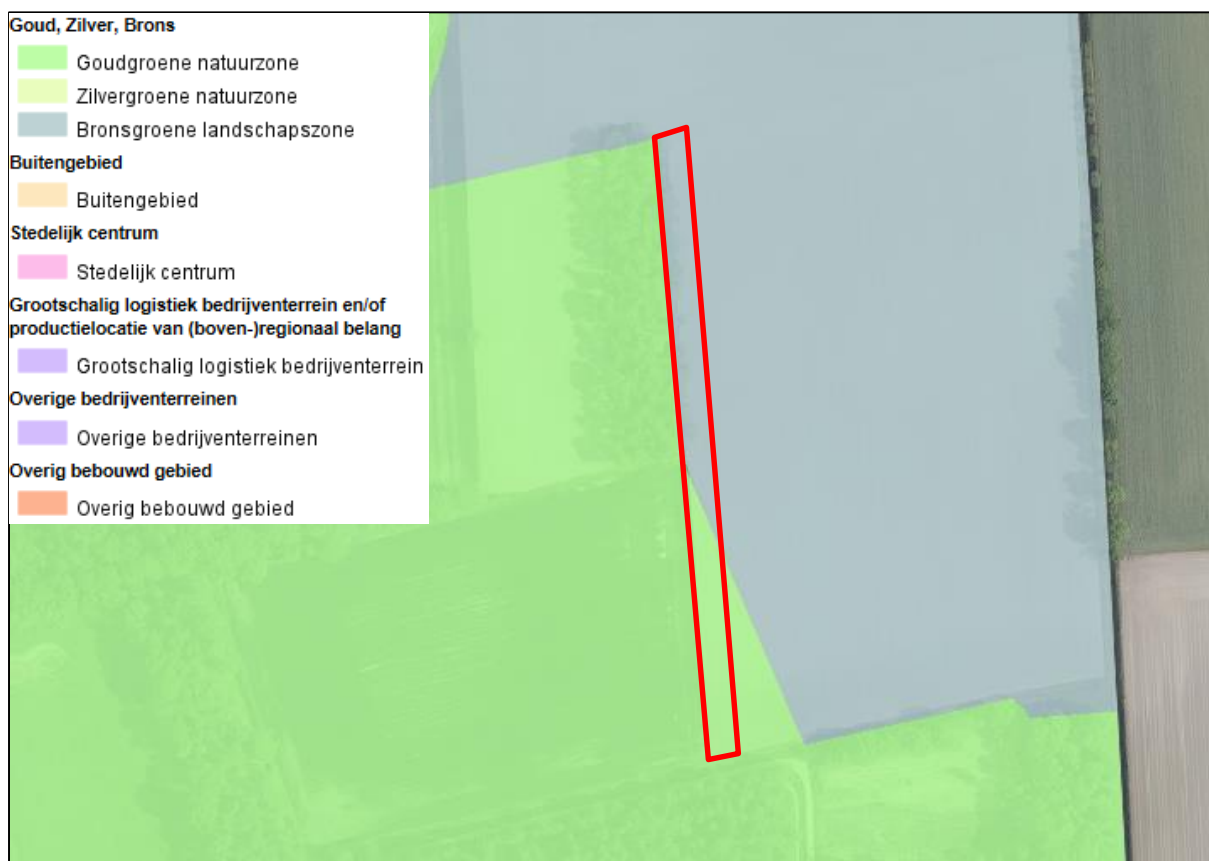 Goud, Zilver, Brons
Goudgroene natuurzone
Zilvergroene natuurzone
Bronsgroene landschapszone
Buitengebied
Buitengebied
Stedelijk centrum
Stedelijk centrum
Grootschalig logistiek bedrijventerrein en/of
productielocatie van (boven-)regionaal belang
Grootschalig logistiek bedrijventerrein
Overige bedrijventerreinen
Overige bedrijventerreinen
Overig bebouwd gebied
Overig bebouwd gebied